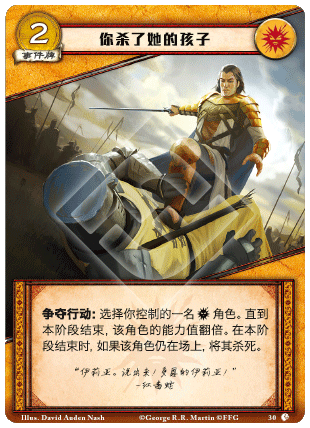 2
事件牌
你杀了她的孩子
争夺行动：选择你控制的一名 角色。直到
本阶段结束，该角色的能力值翻倍。在本阶
段结束时，如果该角色仍在场上，将其杀死。
“伊莉亚。说出来！多恩的伊莉亚！”
—红毒蛇
Illus. David Auden Nash ©George R.R. Martin ©FFG 30